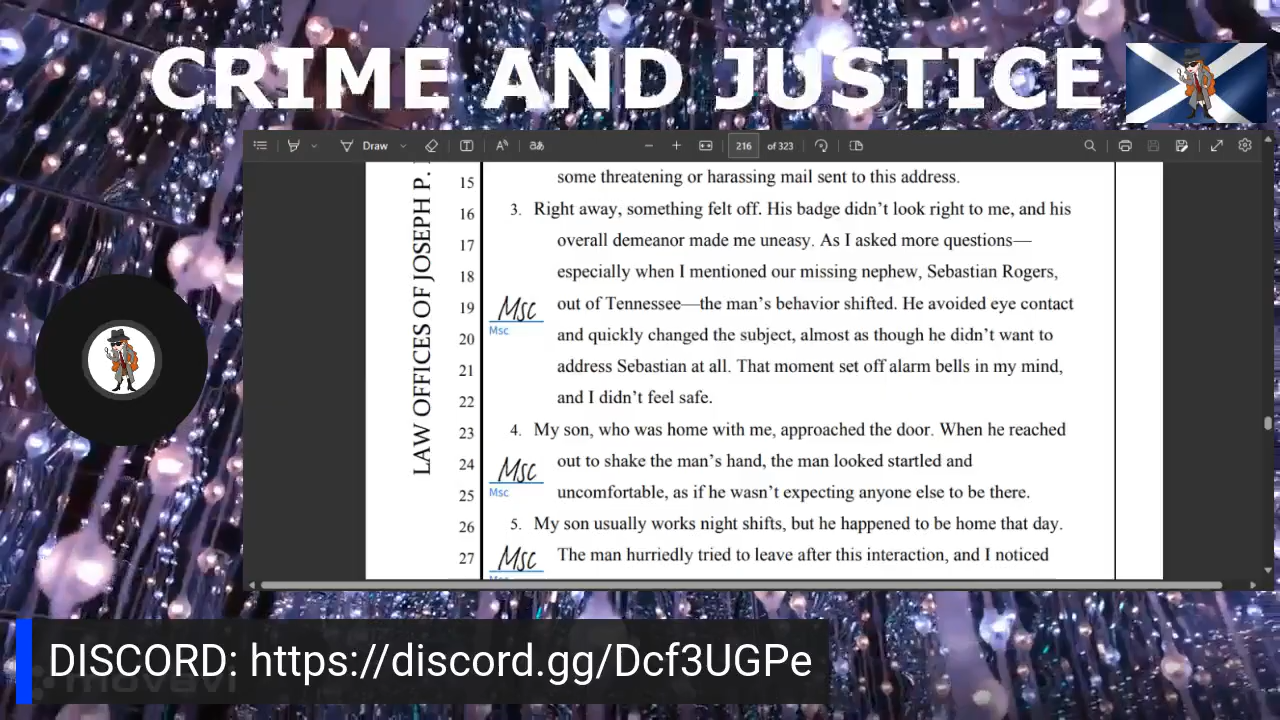 CRIME AND JUSTICE
Draw
216 of 323
LAW OFFICES OF JOSEPH P.
15 some threatening or harassing mail sent to this address.
16 3. Right away, something felt off. His badge didn’t look right to me, and his
17 overall demeanor made me uneasy. As I asked more questions—
18 especially when I mentioned our missing nephew, Sebastian Rogers,
19 Msc out of Tennessee—the man’s behavior shifted. He avoided eye contact
Msc
20 and quickly changed the subject, almost as though he didn’t want to
21 address Sebastian at all. That moment set off alarm bells in my mind,
22 and I didn’t feel safe.
23 4. My son, who was home with me, approached the door. When he reached
24 Msc out to shake the man’s hand, the man looked startled and
25 Msc uncomfortable, as if he wasn’t expecting anyone else to be there.
26 5. My son usually works night shifts, but he happened to be home that day.
27 Msc The man hurriedly tried to leave after this interaction, and I noticed
DISCORD: https://discord.gg/Dcf3UGPe